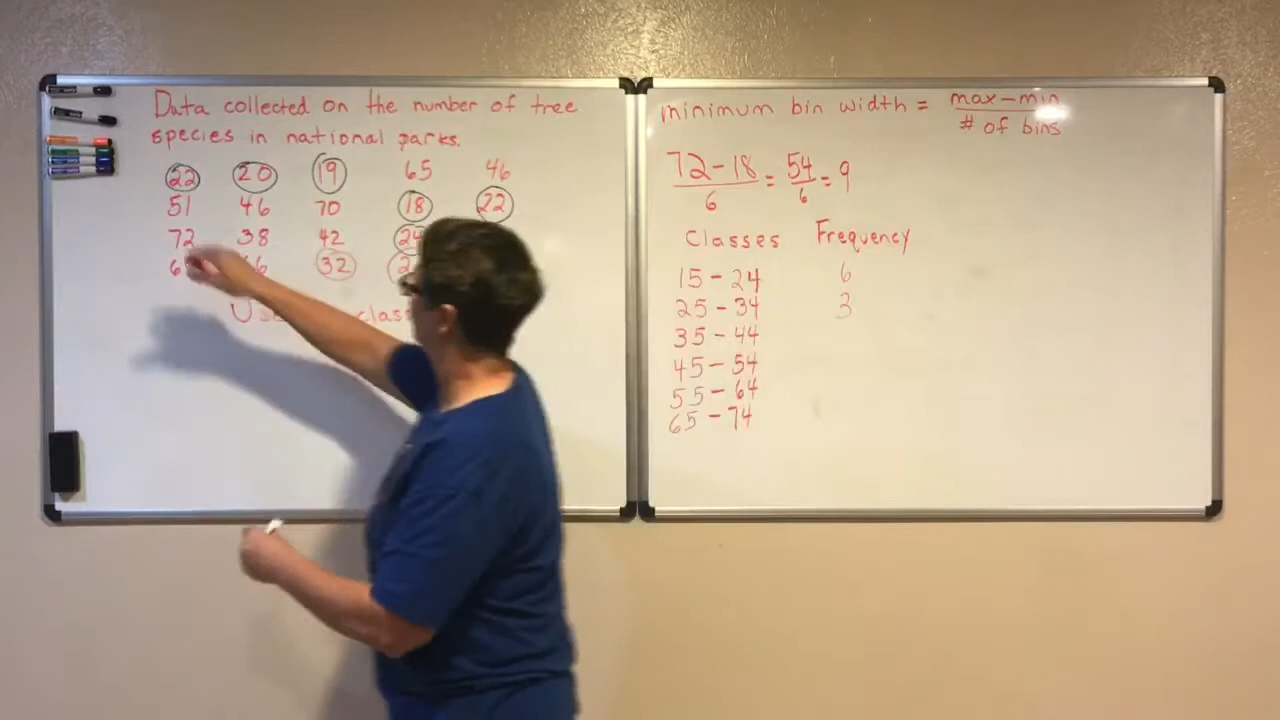 Data collected on the number of tree
species in national parks.
22 20 19 65 46
51 46 70 18 22
72 38 42 24
32
minimum bin width = max-min
# of bins
72-18 = 54 = 9
6 6
Classes Frequency
15-24 6
25-34 3
35-44
45-54
55-64
65-74